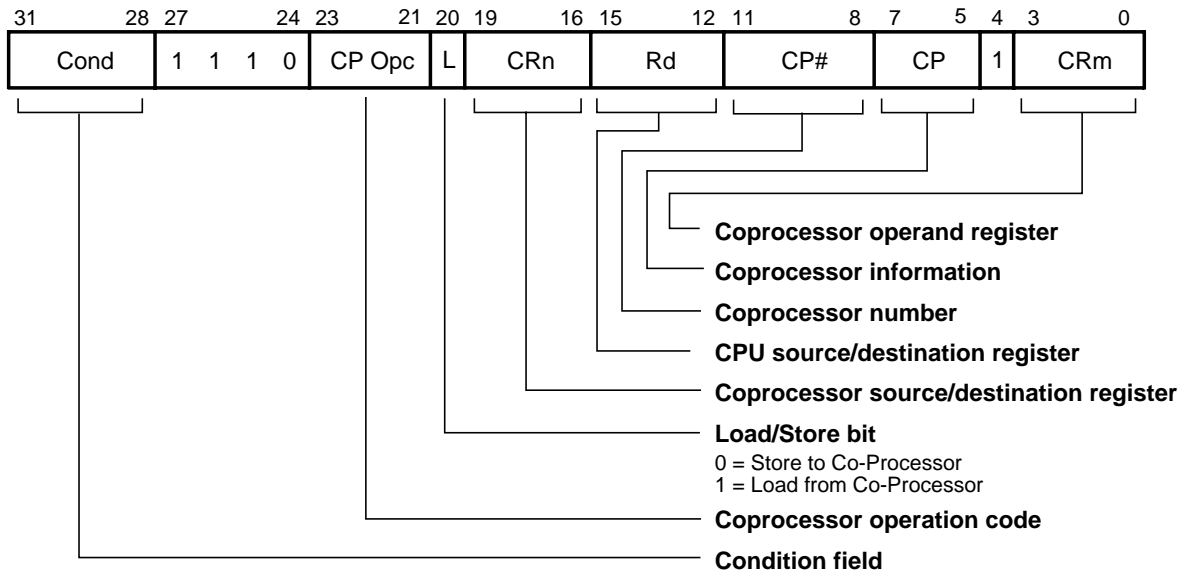 31 28 27 24 23 21 20 19 16 15 12 11 8 7 5 4 3 0
Cond 1 1 1 0 CP Opc L CRn Rd CP# CP 1 CRm
Coprocessor operand register
Coprocessor information
Coprocessor number
CPU source/destination register
Coprocessor source/destination register
Load/Store bit
0 = Store to Co-Processor
1 = Load from Co-Processor
Coprocessor operation code
Condition field